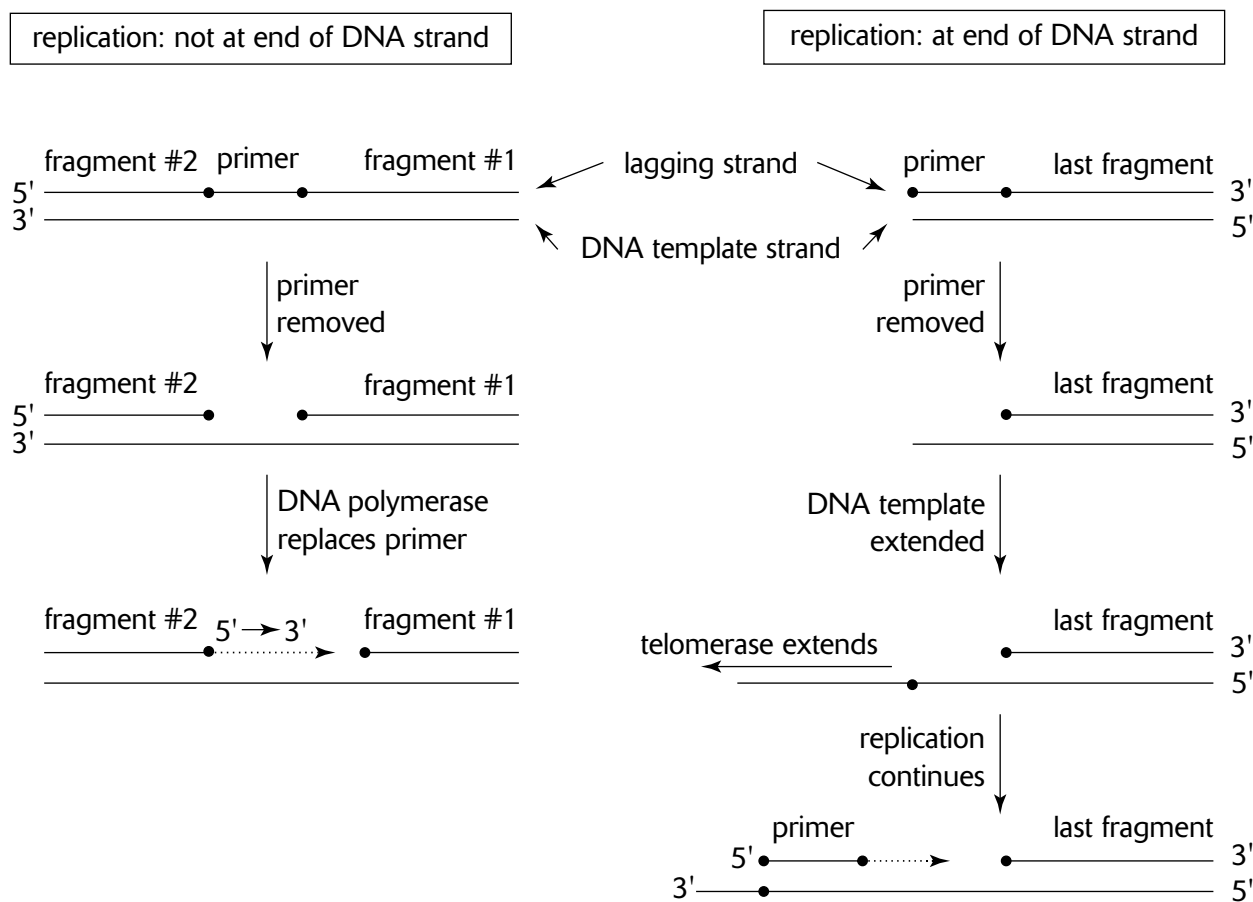 replication: not at end of DNA strand
replication: at end of DNA strand
fragment #2 primer fragment #1
lagging strand
primer last fragment
5'
3'
3'
5'
DNA template strand
primer
removed
primer
removed
fragment #2 fragment #1
last fragment
5'
3'
3'
5'
DNA polymerase
replaces primer
DNA template
extended
fragment #2 5' 3' fragment #1
telomerase extends
last fragment
3'
5'
replication
continues
primer last fragment
5' 3'
3' 5'